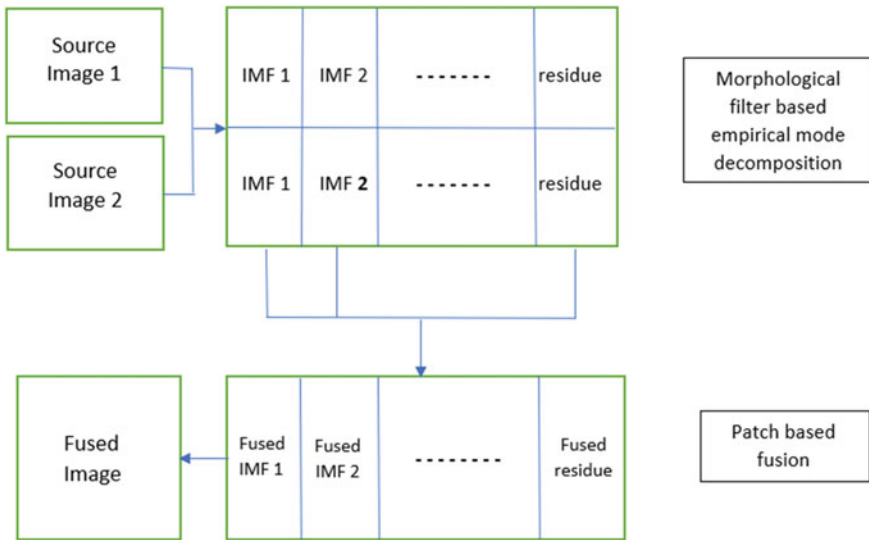 Source
Image 1
IMF 1 IMF 2 ------- residue
Morphological
filter based
empirical mode
decomposition
Source
Image 2
IMF 1 IMF 2 ------- residue
Fused
Image
Fused
IMF 1
Fused
IMF 2
--------
Fused
residue
Patch based
fusion